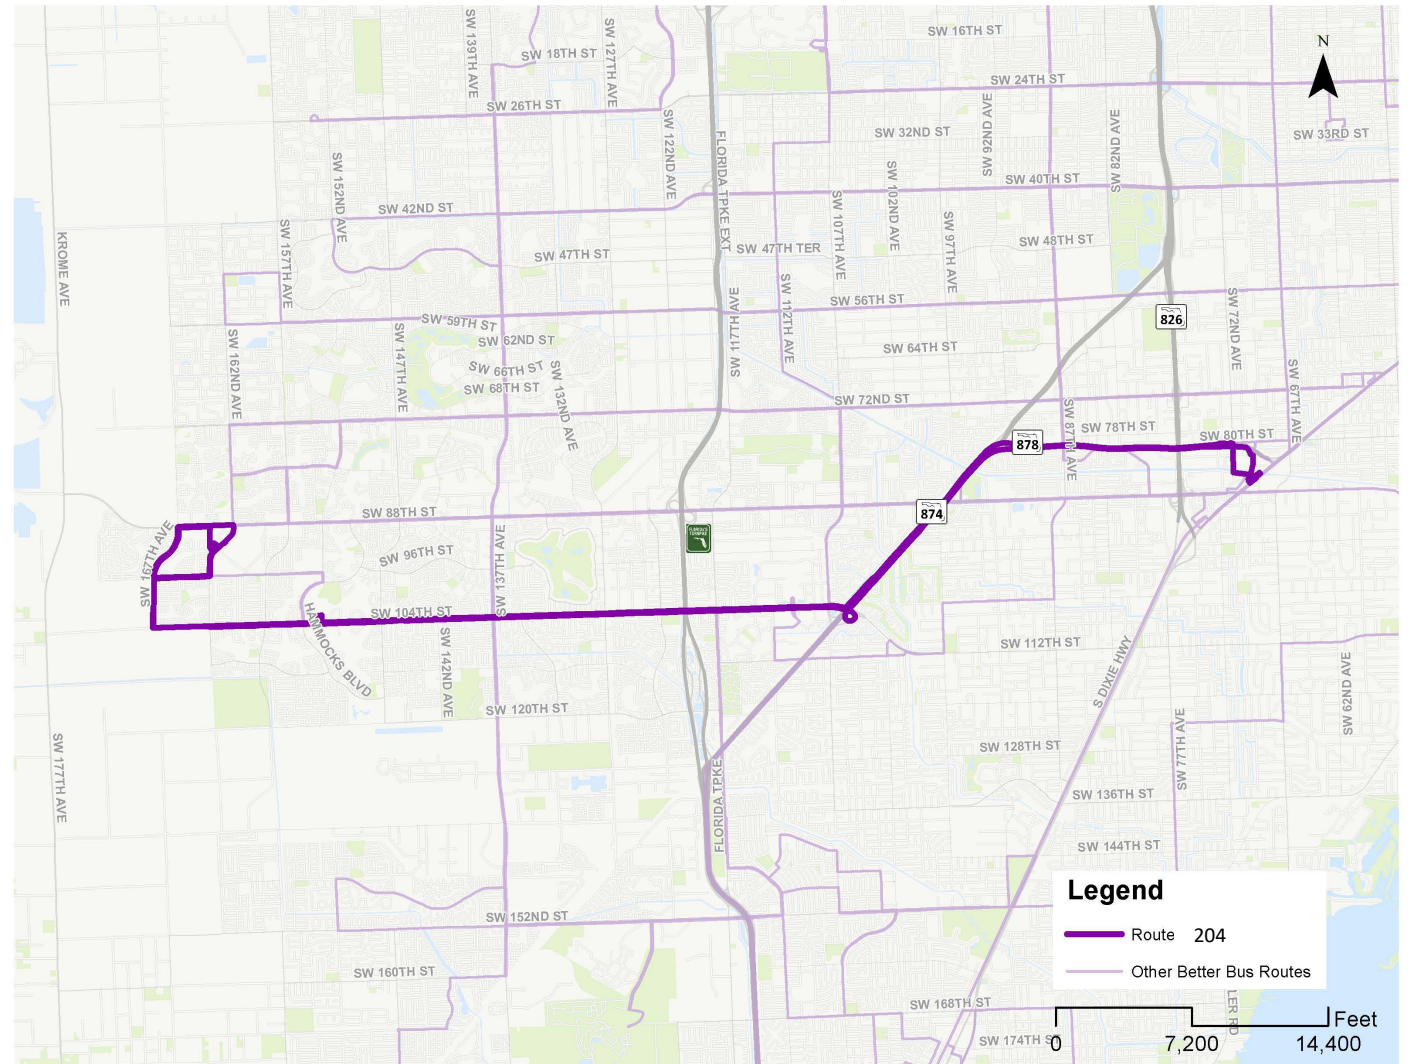 SW 16TH ST
N
SW 139TH AVE
SW 18TH ST
SW 127TH AVE
SW 24TH ST
SW 26TH ST
SW 92ND AVE
SW 82ND AVE
SW 32ND ST
SW 33RD ST
SW 122ND AVE
FLORIDA TPKE EXT
SW 152ND AVE
SW 102ND AVE
SW 40TH ST
SW 42ND ST
SW 107TH AVE
SW 97TH AVE
SW 157TH AVE
KROME AVE
SW 47TH ST
SW 47TH TER
SW 48TH ST
SW 112TH AVE
SW 117TH AVE
SW 56TH ST
SW 72ND AVE
826
SW 59TH ST
SW 162ND AVE
SW 147TH AVE
SW 62ND ST
SW 64TH ST
SW 66TH ST
SW 68TH ST
SW 132ND AVE
SW 67TH AVE
SW 72ND ST
SW 87TH AVE
SW 78TH ST
SW 80TH ST
878
SW 88TH ST
874
SW 167TH AVE
SW 137TH AVE
FLORIDA'S
TURNPIKE
SW 96TH ST
HAMMOCKS BLVD
SW 104TH ST
SW 142ND AVE
SW 112TH ST
S DIXIE HWY
SW 62ND AVE
SW 120TH ST
SW 77TH AVE
SW 177TH AVE
SW 128TH ST
FLORIDA TPKE
SW 136TH ST
SW 144TH ST
Legend
Route 204
Other Better Bus Routes
SW 152ND ST
SW 160TH ST
SW 168TH ST
LER RD
SW 174TH ST
Feet
0 7,200 14,400